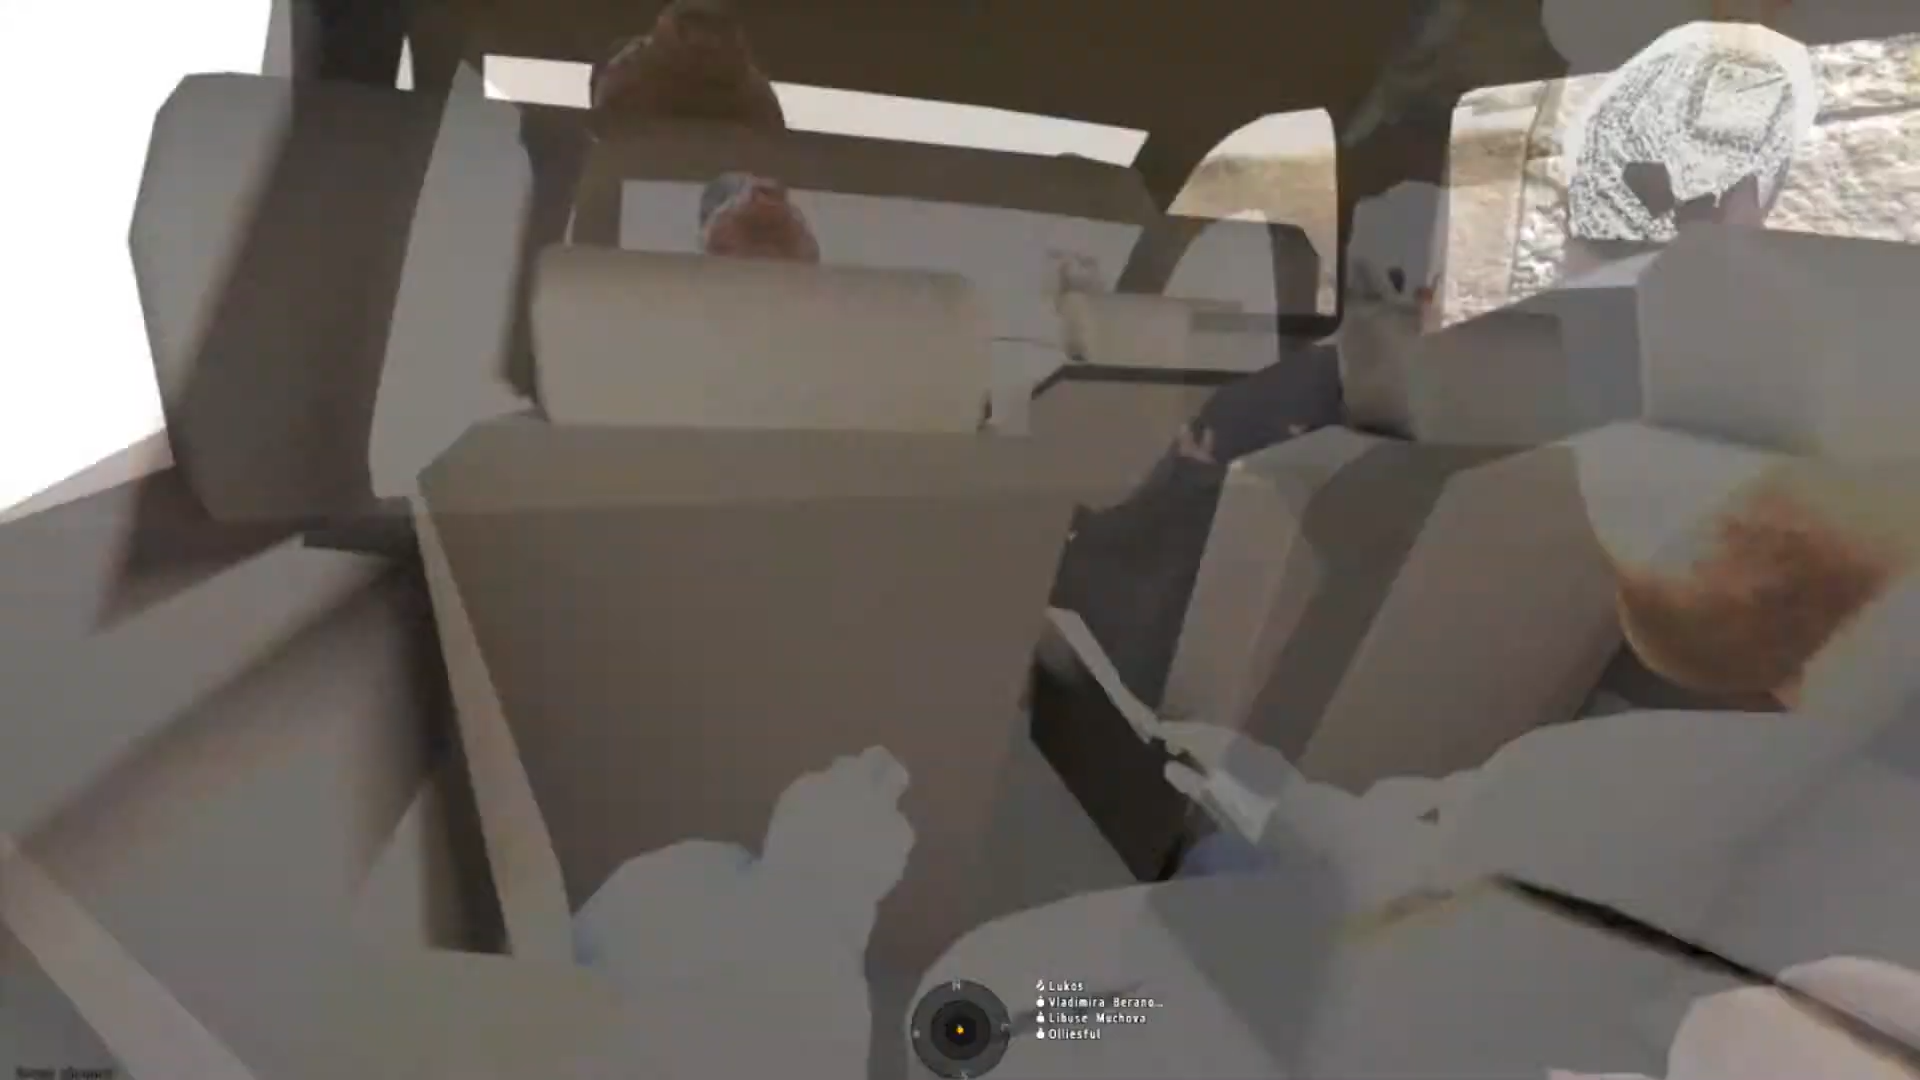 N
Lukos
Vladimira Berano...
Libuse Muchova
Olliesful
S